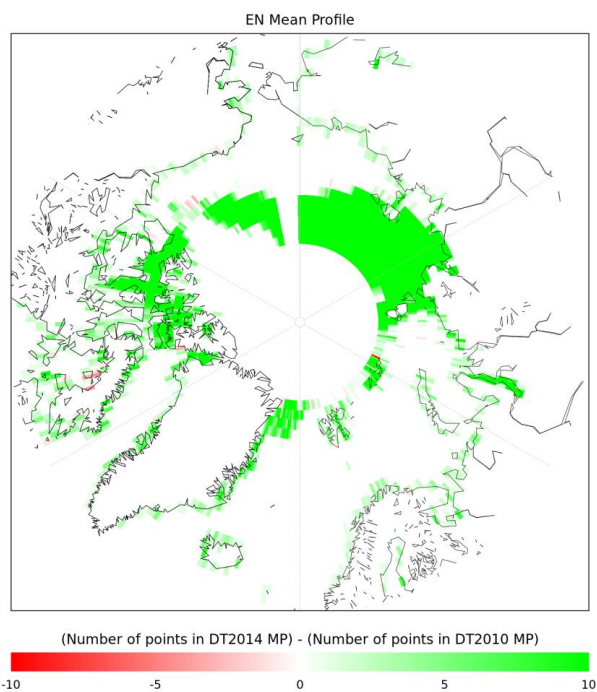 EN Mean Profile
(Number of points in DT2014 MP) - (Number of points in DT2010 MP)
-10 -5 0 5 10